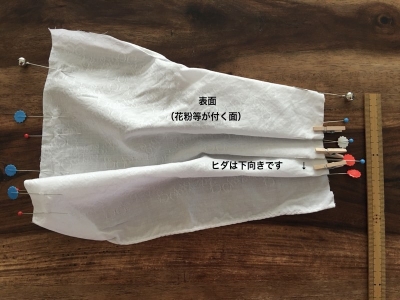 表面
（花粉等が付く面）
ヒダは下向きです
↓